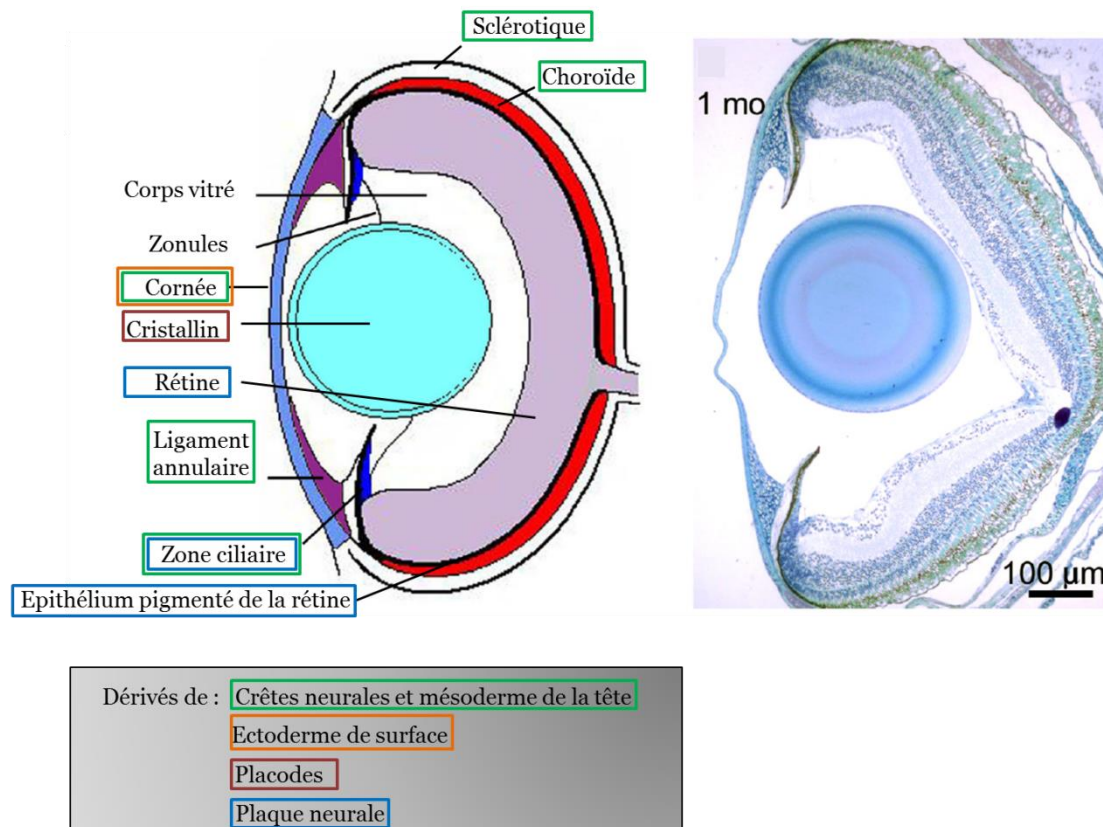 Sclérotique
Choroïde
1 mo
Corps vitré
Zonules
Cornée
Cristallin
Rétine
Ligament
annulaire
Zone ciliaire
Epithélium pigmenté de la rétine
100 µm
Dérivés de : Crêtes neurales et mésoderme de la tête
Ectoderme de surface
Placodes
Plaque neurale